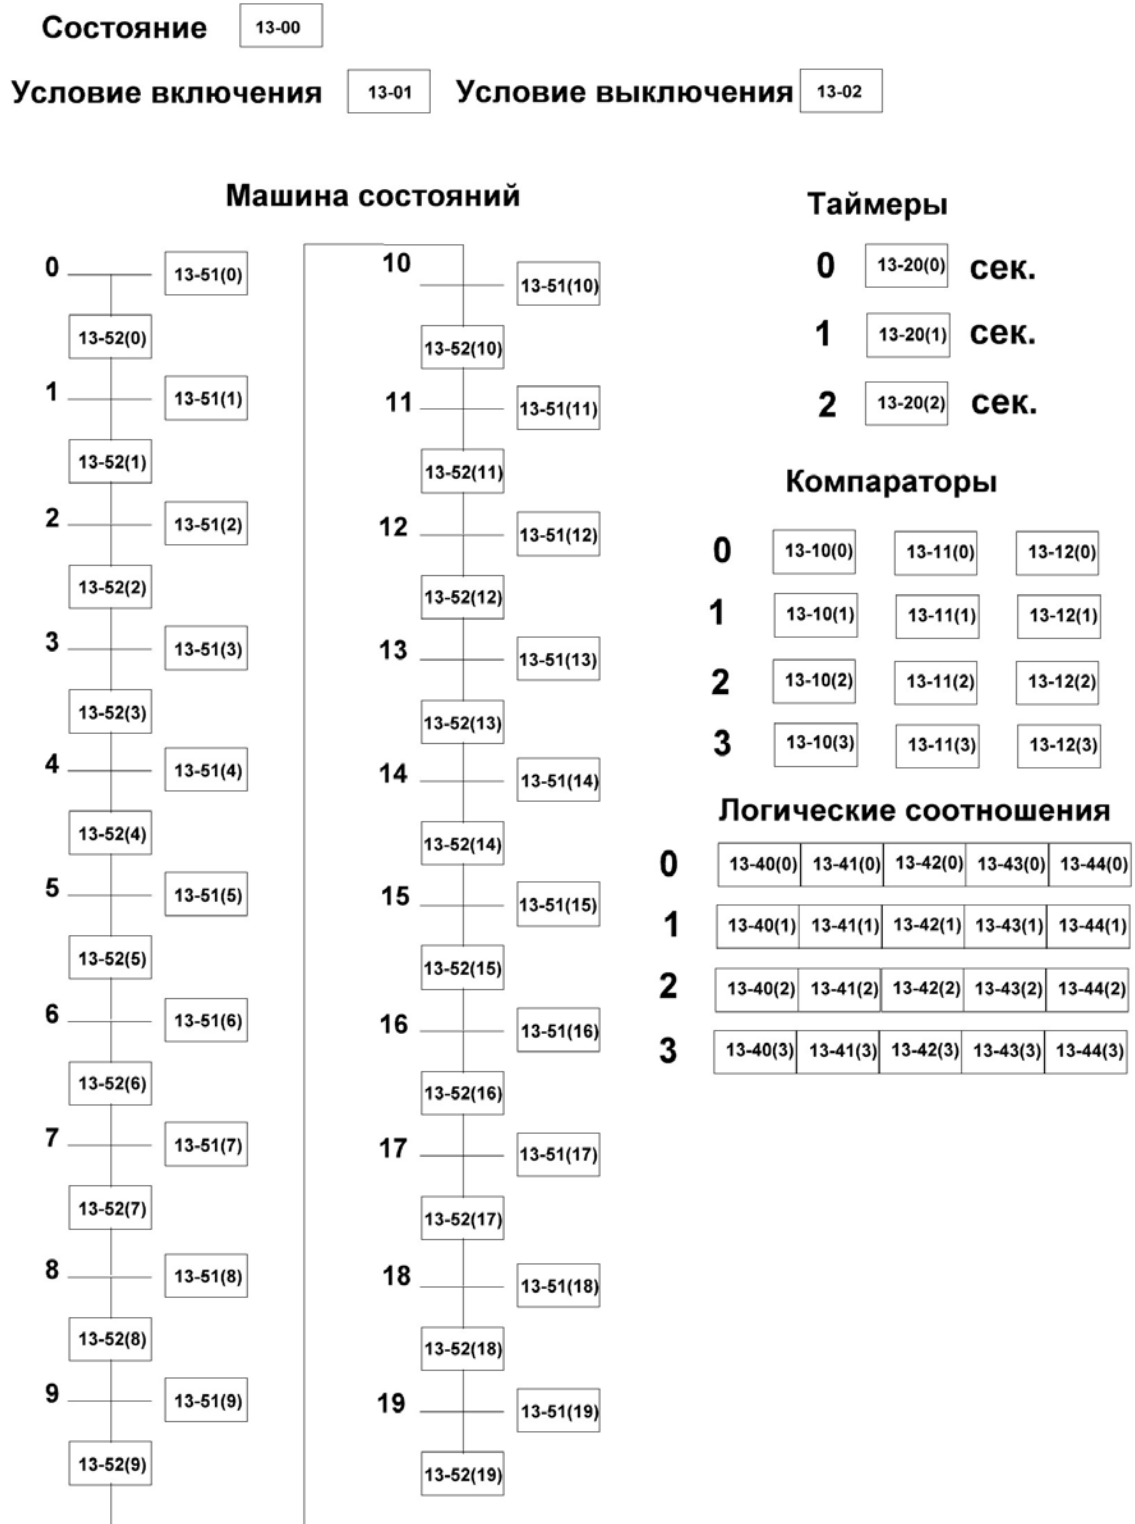 Состояние 13-00
Условие включения 13-01 Условие выключения 13-02
Машина состояний
0 13-51(0)
13-52(0)
1 13-51(1)
13-52(1)
2 13-51(2)
13-52(2)
3 13-51(3)
13-52(3)
4 13-51(4)
13-52(4)
5 13-51(5)
13-52(5)
6 13-51(6)
13-52(6)
7 13-51(7)
13-52(7)
8 13-51(8)
13-52(8)
9 13-51(9)
13-52(9)
10 13-51(10)
13-52(10)
11 13-51(11)
13-52(11)
12 13-51(12)
13-52(12)
13 13-51(13)
13-52(13)
14 13-51(14)
13-52(14)
15 13-51(15)
13-52(15)
16 13-51(16)
13-52(16)
17 13-51(17)
13-52(17)
18 13-51(18)
13-52(18)
19 13-51(19)
13-52(19)
Таймеры
0 13-20(0) сек.
1 13-20(1) сек.
2 13-20(2) сек.
Компараторы
0 13-10(0) 13-11(0) 13-12(0)
1 13-10(1) 13-11(1) 13-12(1)
2 13-10(2) 13-11(2) 13-12(2)
3 13-10(3) 13-11(3) 13-12(3)
Логические соотношения
0 13-40(0) 13-41(0) 13-42(0) 13-43(0) 13-44(0)
1 13-40(1) 13-41(1) 13-42(1) 13-43(1) 13-44(1)
2 13-40(2) 13-41(2) 13-42(2) 13-43(2) 13-44(2)
3 13-40(3) 13-41(3) 13-42(3) 13-43(3) 13-44(3)